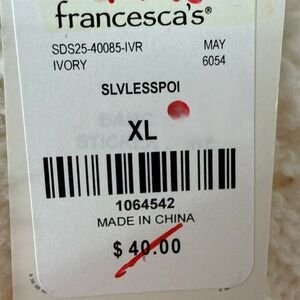 francesca's®
SDS25-40085-IVR MAY
IVORY 6054
SLVLESSPOI
XL
1064542
MADE IN CHINA
$ 40.00